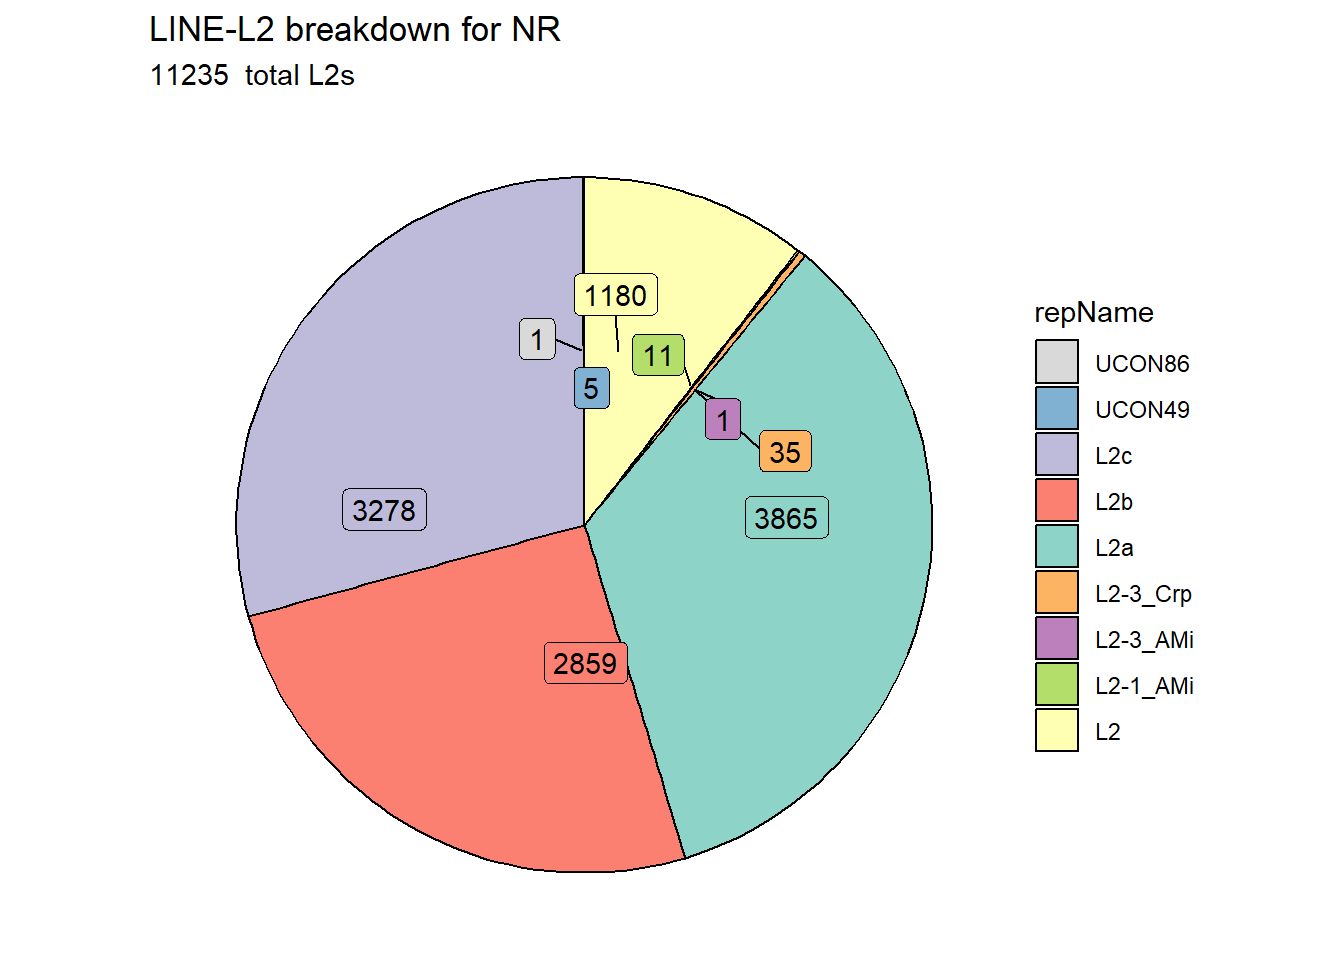 LINE-L2 breakdown for NR
11235  total L2s
1180
1
11
5
1
35
3865
3278
2859
repName
UCON86
UCON49
L2c
L2b
L2a
L2-3_Crp
L2-3_AMi
L2-1_AMi
L2